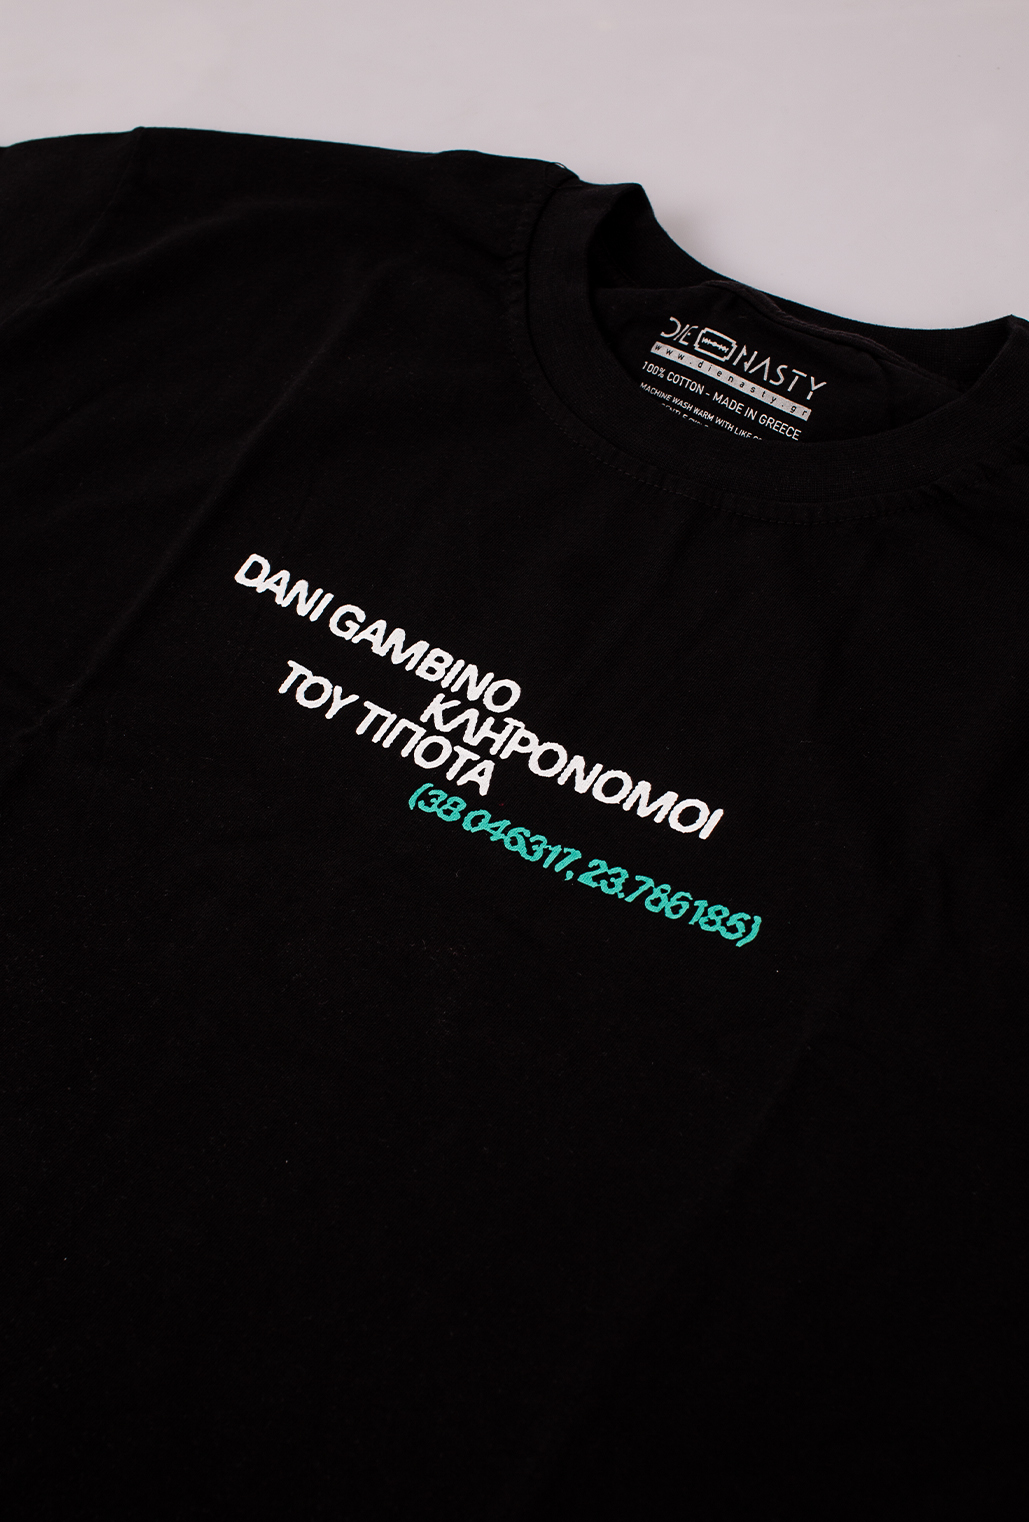 DIE NASTY
www.dienasty.gr
100% COTTON - MADE IN GREECE
MACHINE WASH WARM WITH LIKE
DANI GAMBINO
ΚΛΗΡΟΝΟΜΟΙ
ΤΟΥ ΤΙΠΟΤΑ
(38 046317, 23.786185)